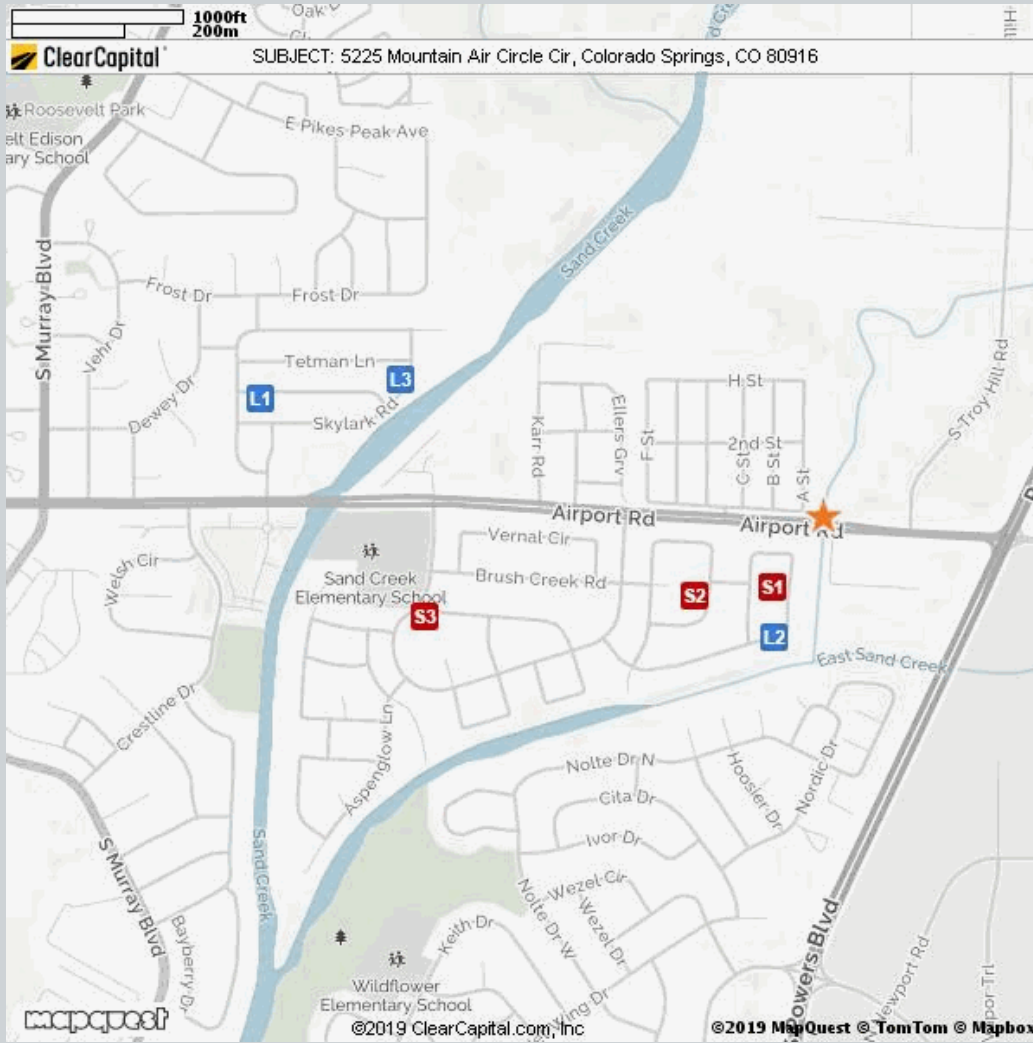 1000ft
200m
Oak
ClearCapital
SUBJECT: 5225 Mountain Air Circle Cir, Colorado Springs, CO 80916
Roosevelt Park
E Pikes Peak Ave
elt Edison
ary School
S Murray Blvd
Sand Creek
Frost Dr
Frost Dr
Vehr Dr
Tetman Ln
L3
L1
Dewey Dr
Skylark Rd
Karr Rd
Ellers Grv
F St
H St
2nd St
C St
B St
A St
S Troy Hill Rd
Airport Rd
Airport Rd
Vernal Cir
Welsh Cir
Sand Creek
Elementary School
Brush Creek Rd
S3
S2
S1
L2
East Sand Creek
Crestline Dr
Aspenglow Ln
Nolte Dr N
Cita Dr
Hoosier Dr
Nordic Dr
Ivor Dr
S Murray Blvd
Sand Creek
Wezel Cir
Wezel Dr
Nolte Dr W
Keith Dr
Bayberry Dr
Wildflower
Elementary School
Powers Blvd
Newport Rd
mapquest
©2019 ClearCapital.com, Inc
©2019 MapQuest © TomTom © Mapbox